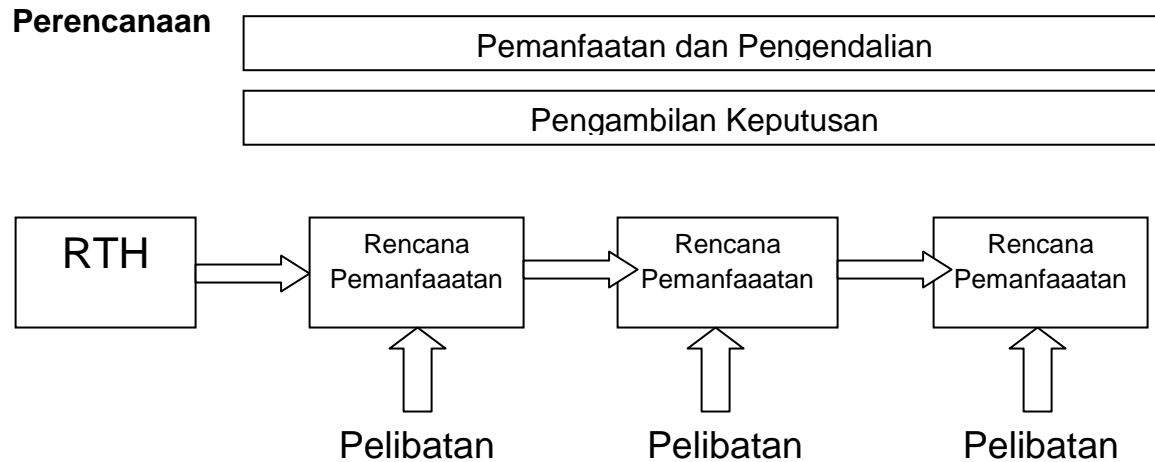 Perencanaan
Pemanfaatan dan Pengendalian
Pengambilan Keputusan
RTH
Rencana
Pemanfaaatan
Rencana
Pemanfaaatan
Rencana
Pemanfaaatan
Pelibatan
Pelibatan
Pelibatan